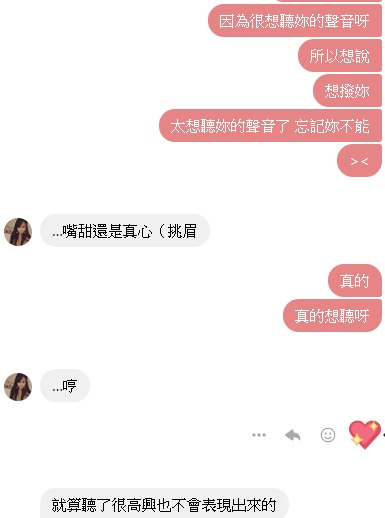 因為很想聽妳的聲音呀
所以想說
想撥妳
太想聽妳的聲音了 忘記妳不能
><
...嘴甜還是真心（挑眉
真的
真的想聽呀
...哼
就算聽了很高興也不會表現出來的